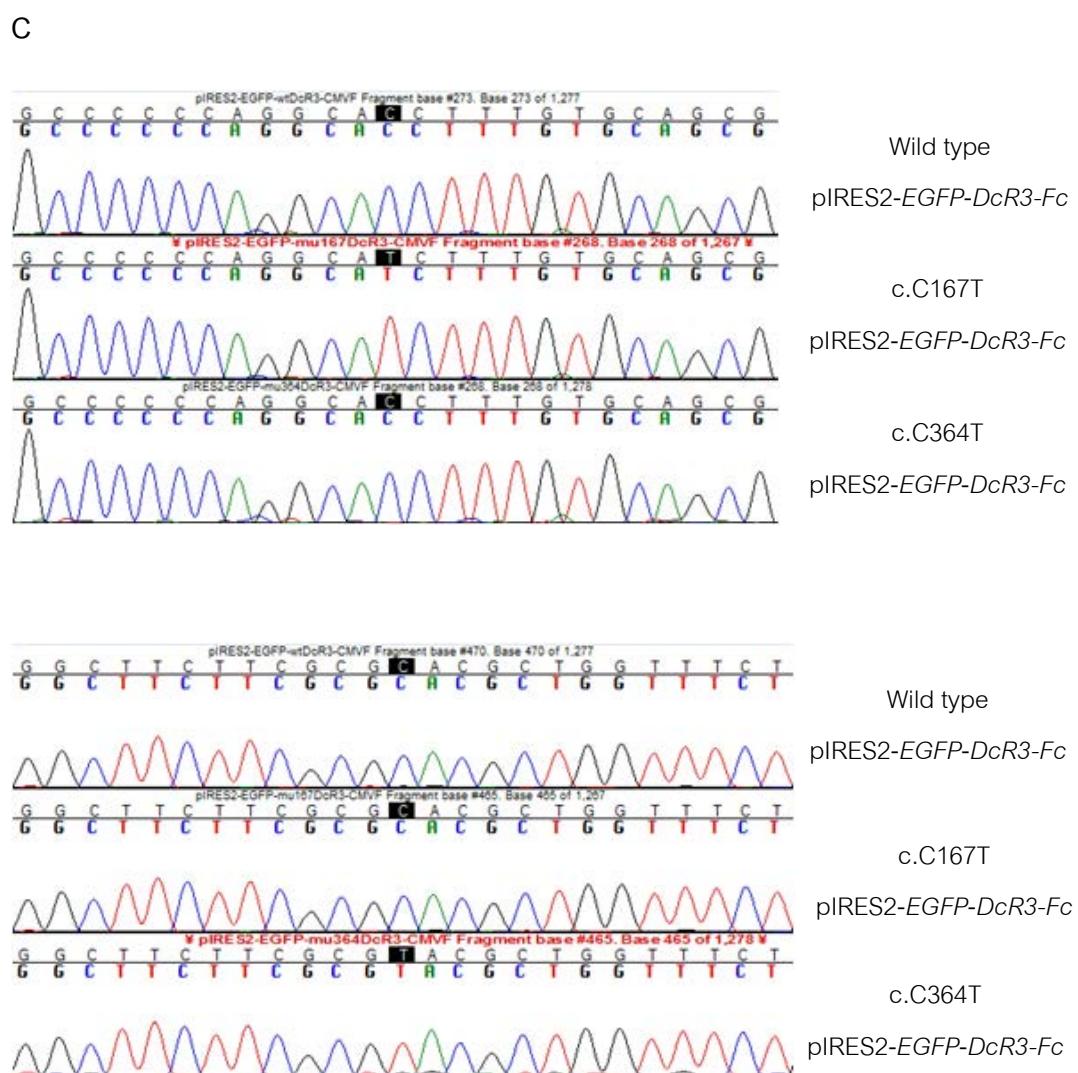 C
pIRES2-EGFP-wtDcR3-CMVF Fragment base #273. Base 273 of 1,277
G C C C C C C A G G C A C C T T T G T G C A G C G
G C C C C C C A G G C A C C T T T G T G C A G C G
Wild type
pIRES2-EGFP-DcR3-Fc
¥ pIRES2-EGFP-mu167DcR3-CMVF Fragment base #268. Base 268 of 1,267 ¥
G C C C C C C A G G C A T C T T T G T G C A G C G
G C C C C C C A G G C A T C T T T G T G C A G C G
c.C167T
pIRES2-EGFP-DcR3-Fc
pIRES2-EGFP-mu364DcR3-CMVF Fragment base #268. Base 268 of 1,278
G C C C C C C A G G C A C C T T T G T G C A G C G
G C C C C C C A G G C A C C T T T G T G C A G C G
c.C364T
pIRES2-EGFP-DcR3-Fc
pIRES2-EGFP-wtDcR3-CMVF Fragment base #470. Base 470 of 1,277
G G C T T C T T C G C G C A C G C T G G T T T C T
G G C T T C T T C G C G C A C G C T G G T T T C T
Wild type
pIRES2-EGFP-DcR3-Fc
pIRES2-EGFP-mu167DcR3-CMVF Fragment base #465. Base 465 of 1,267
G G C T T C T T C G C G C A C G C T G G T T T C T
G G C T T C T T C G C G C A C G C T G G T T T C T
c.C167T
pIRES2-EGFP-DcR3-Fc
¥ pIRES2-EGFP-mu364DcR3-CMVF Fragment base #465. Base 465 of 1,278 ¥
G G C T T C T T C G C G T A C G C T G G T T T C T
G G C T T C T T C G C G T A C G C T G G T T T C T
c.C364T
pIRES2-EGFP-DcR3-Fc